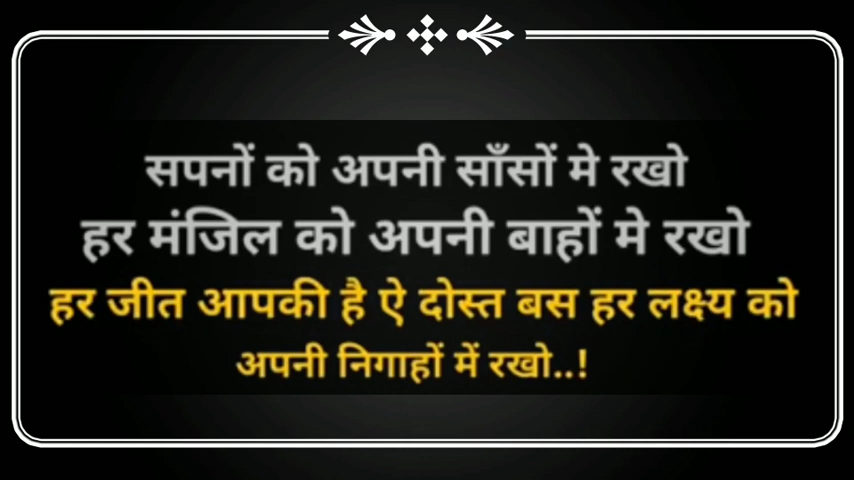 सपनों को अपनी साँसों मे रखो
हर मंजिल को अपनी बाहों मे रखो
हर जीत आपकी है ऐ दोस्त बस हर लक्ष्य को
अपनी निगाहों में रखो..!